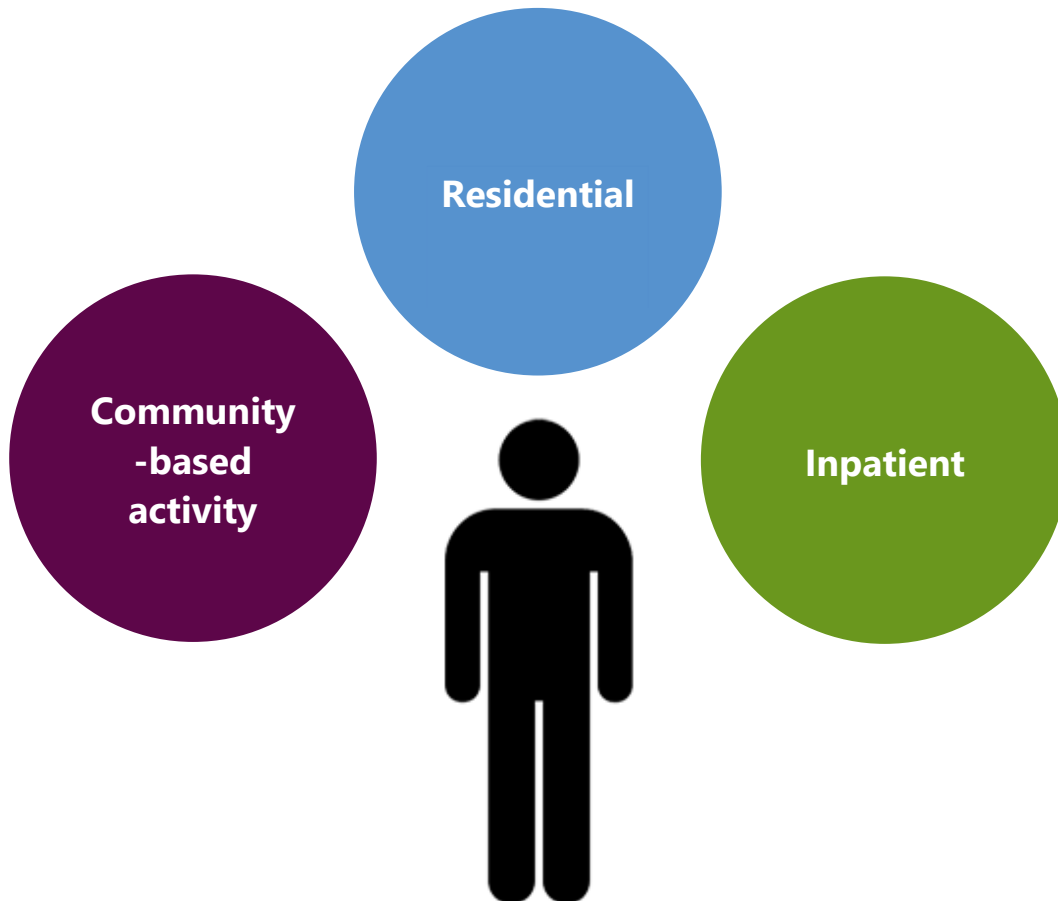 Residential
Community
-based
activity
Inpatient